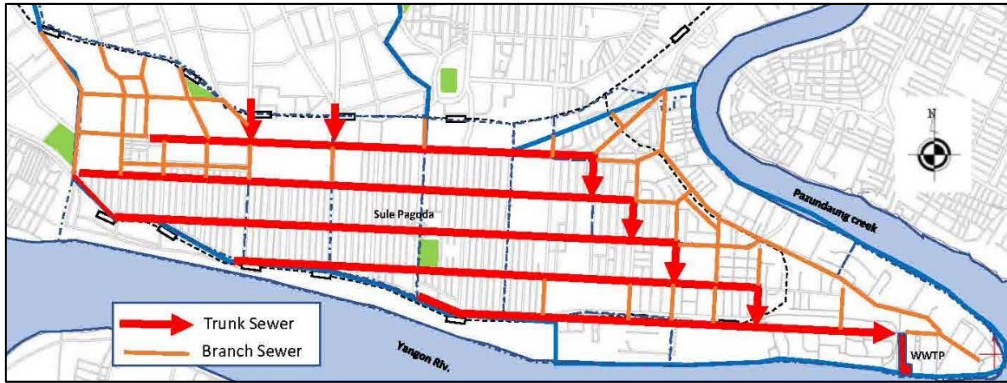 N
Pazundaung creek
Sule Pagoda
Trunk Sewer
Branch Sewer
Yangon Riv.
WWTP